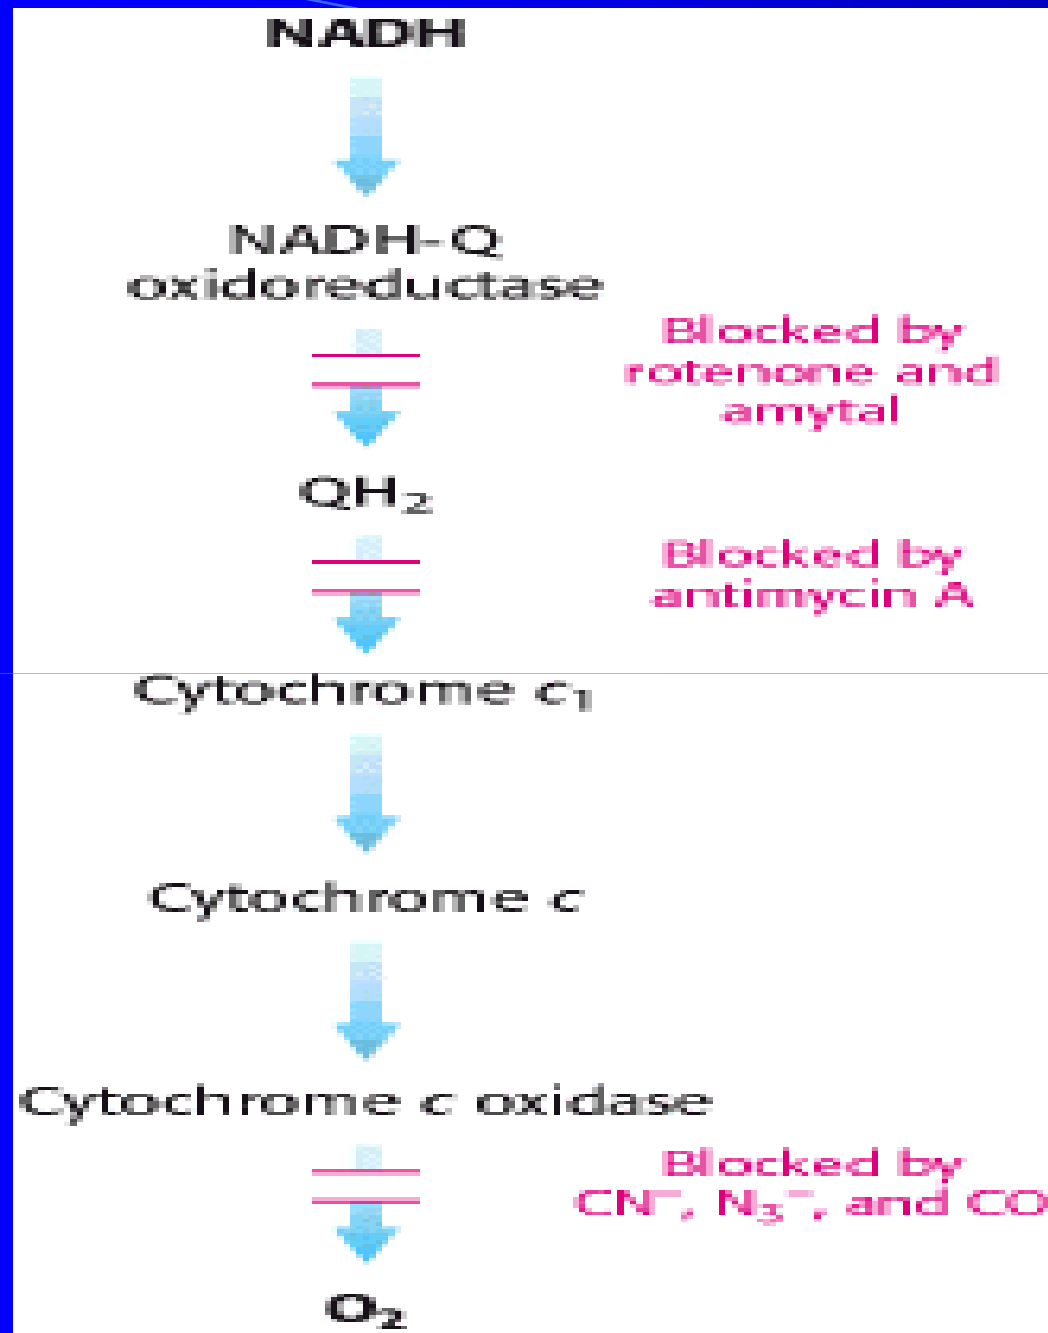 NADH
NADH-Q
oxidoreductase
Blocked by
rotenone and
amytal
QH₂
Blocked by
antimycin A
Cytochrome c₁
Cytochrome c
Cytochrome c oxidase
Blocked by
CN⁻, N₃⁻, and CO
O₂